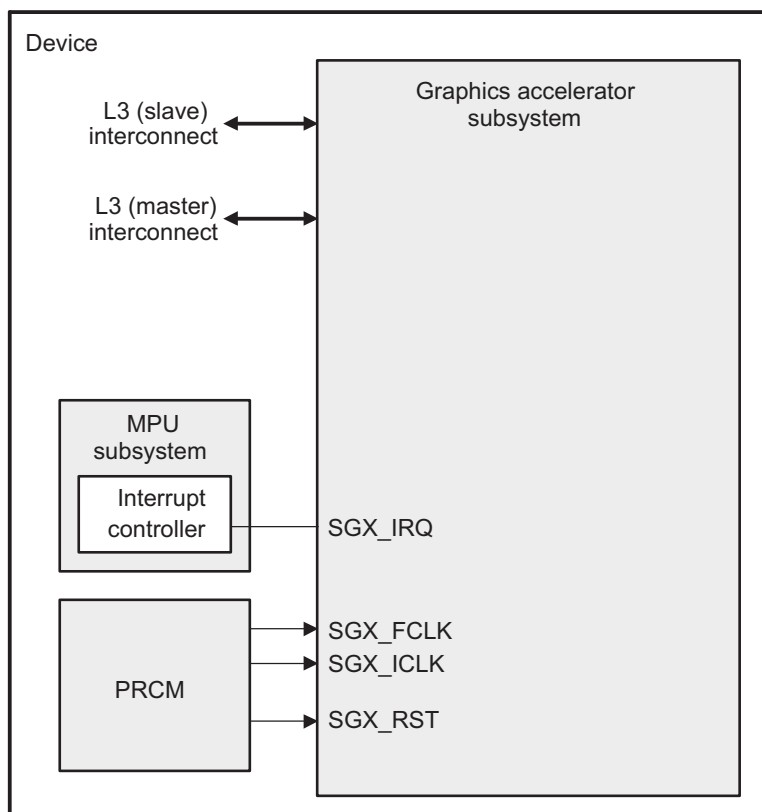 Device
Graphics accelerator
subsystem
L3 (slave)
interconnect
L3 (master)
interconnect
MPU
subsystem
Interrupt
controller
SGX_IRQ
PRCM
SGX_FCLK
SGX_ICLK
SGX_RST